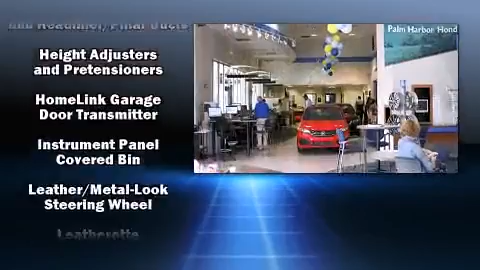 Height Adjusters
and Pretensioners
HomeLink Garage
Door Transmitter
Instrument Panel
Covered Bin
Leather/Metal-Look
Steering Wheel
Leatherette
Palm Harbor Hond